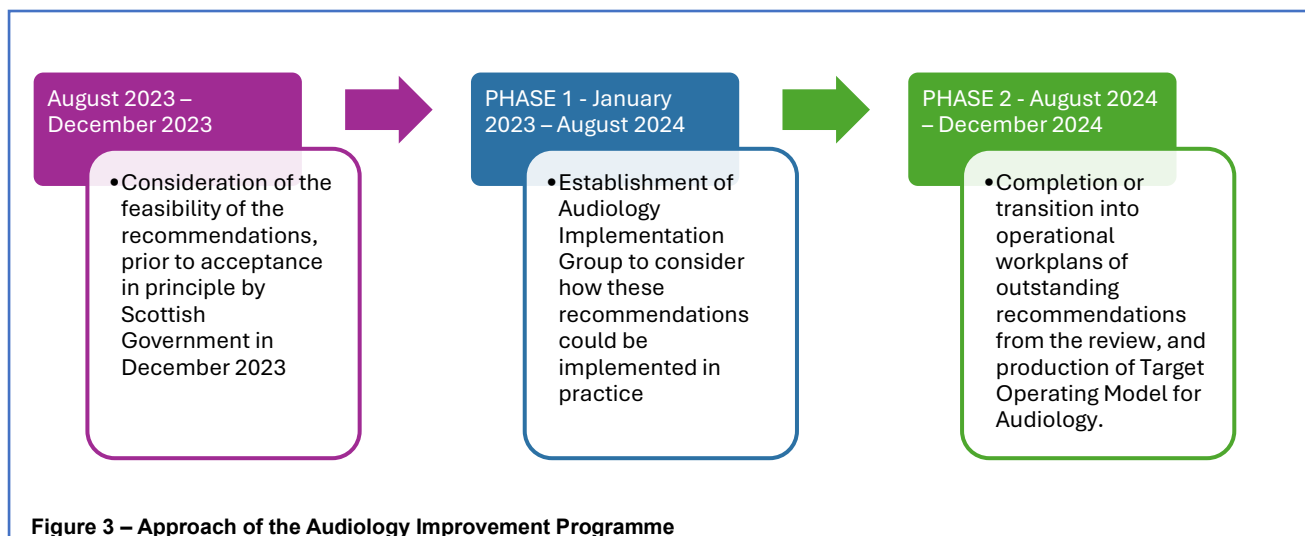 August 2023 –
December 2023
•Consideration of the
feasibility of the
recommendations,
prior to acceptance
in principle by
Scottish
Government in
December 2023
PHASE 1 - January
2023 – August 2024
•Establishment of
Audiology
Implementation
Group to consider
how these
recommendations
could be
implemented in
practice
PHASE 2 - August 2024
– December 2024
•Completion or
transition into
operational
workplans of
outstanding
recommendations
from the review, and
production of Target
Operating Model for
Audiology.
Figure 3 – Approach of the Audiology Improvement Programme